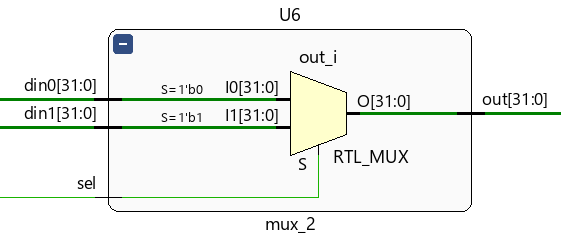 U6
out_i
din0[31:0]
S=1'b0
I0[31:0]
O[31:0]
out[31:0]
din1[31:0]
S=1'b1
I1[31:0]
S
RTL_MUX
sel
mux_2